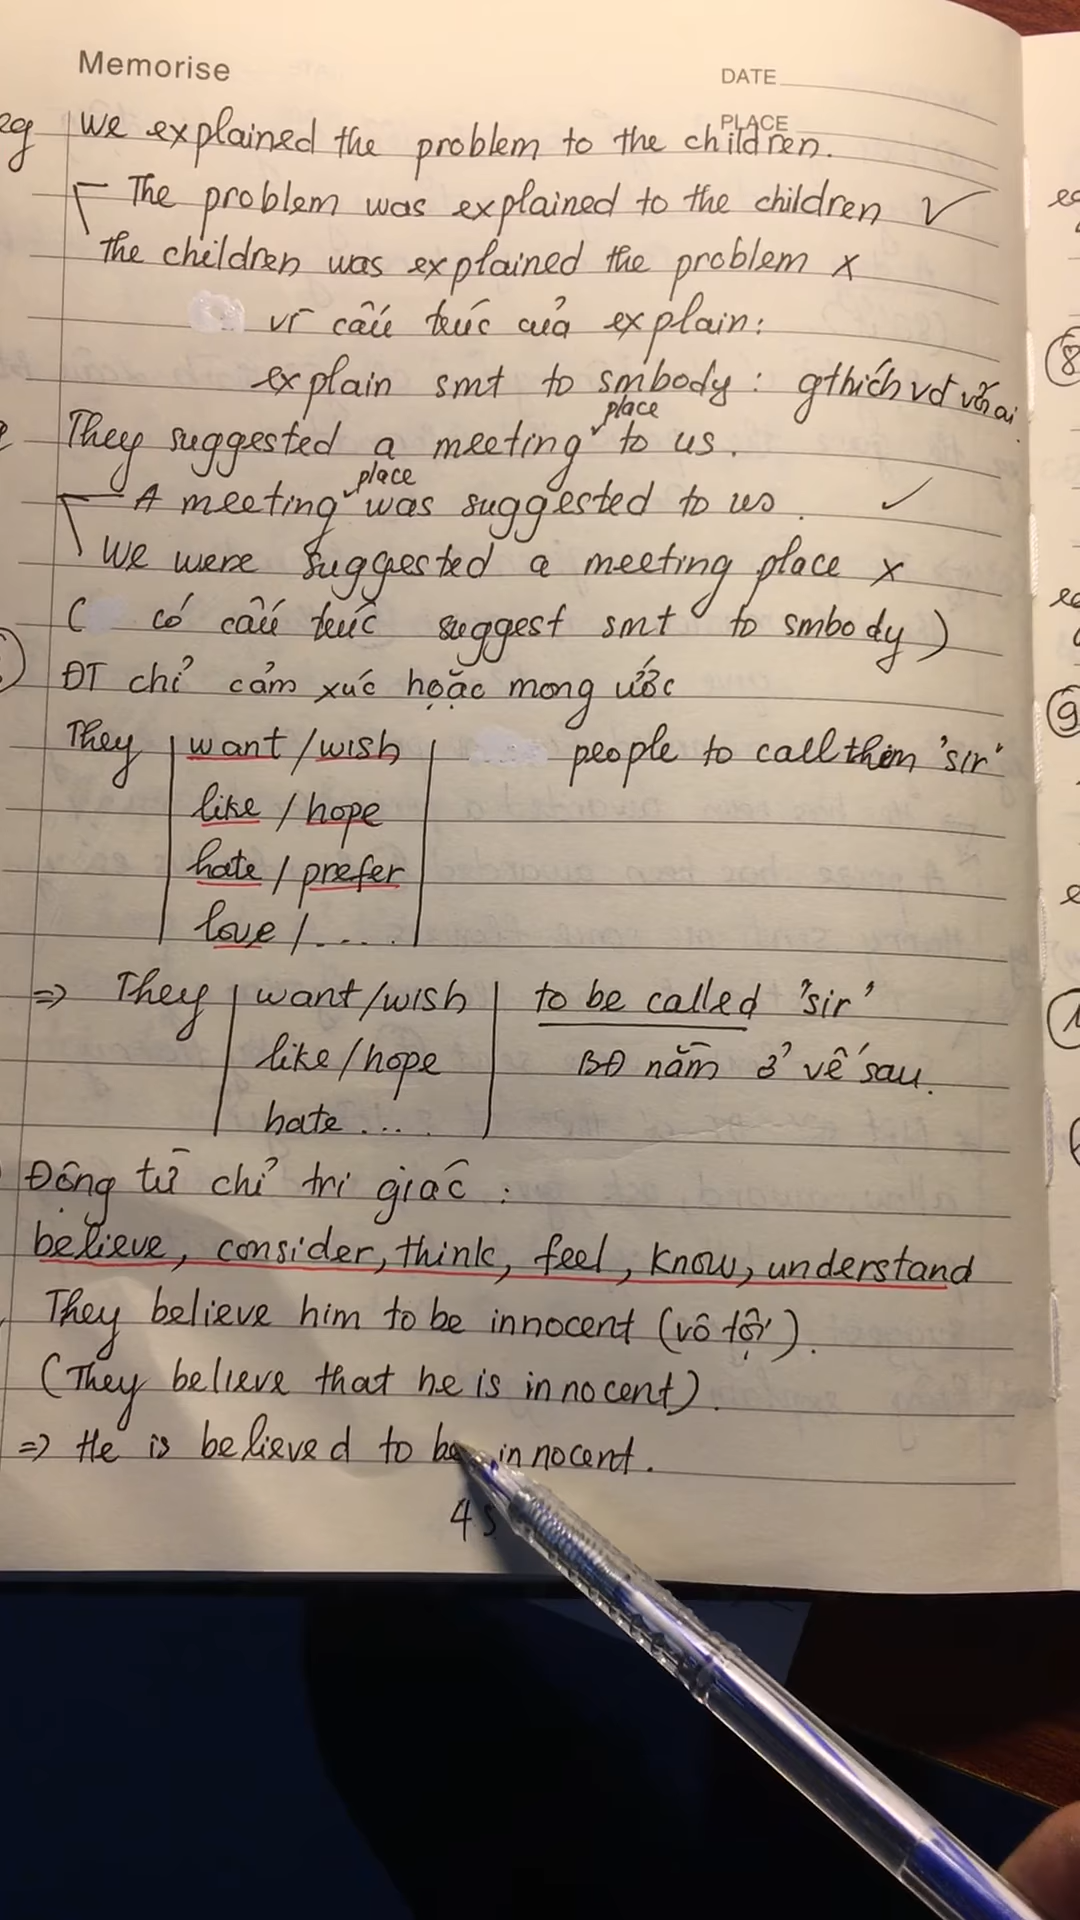 Memorise
DATE
PLACE
eg We explained the problem to the children.
The problem was explained to the children ✓
the children was explained the problem x
vì cấu trúc của explain:
explain smt to smbody : gthích vđ với ai.
They suggested a meeting place to us.
A meeting place was suggested to us. ✓
We were suggested a meeting place x
( có cấu trúc suggest smt to smbody )
ĐT chỉ cảm xúc hoặc mong ước
They want / wish people to call them 'sir'
like / hope
hate / prefer
love / ....
=> They want / wish to be called 'sir'
like / hope BĐ nằm ở vế sau.
hate ....
Động từ chỉ tri giác :
believe, consider, think, feel, know, understand
They believe him to be innocent (vô tội).
(They believe that he is innocent).
=> He is believed to be innocent.